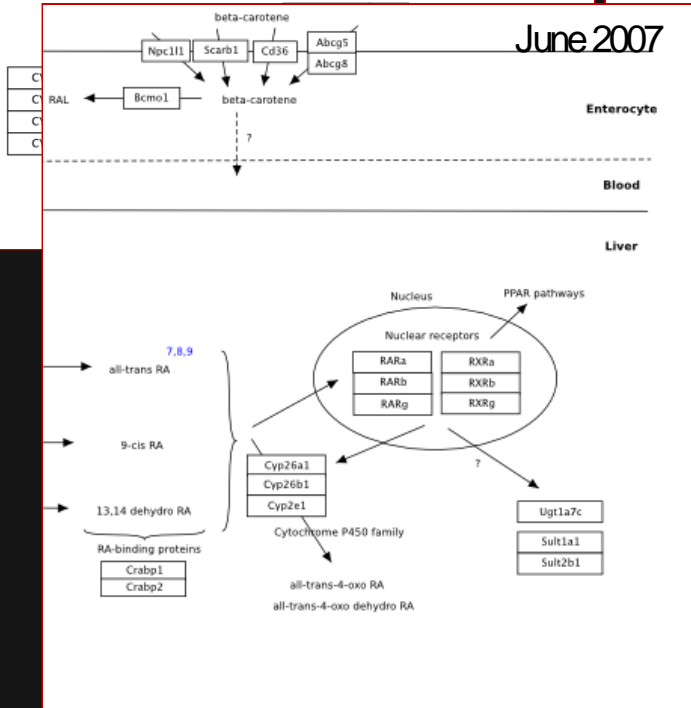 beta-carotene
June 2007
Npc1l1
Scarb1
Cd36
Abcg5
Abcg8
RAL
Bcmo1
beta-carotene
Enterocyte
?
Blood
Liver
Nucleus
PPAR pathways
Nuclear receptors
RARa
RXRa
RARb
RXRb
RARg
RXRg
7,8,9
all-trans RA
9-cis RA
13,14 dehydro RA
RA-binding proteins
Crabp1
Crabp2
Cyp26a1
Cyp26b1
Cyp2e1
Cytochrome P450 family
?
Ugt1a7c
Sult1a1
Sult2b1
all-trans-4-oxo RA
all-trans-4-oxo dehydro RA